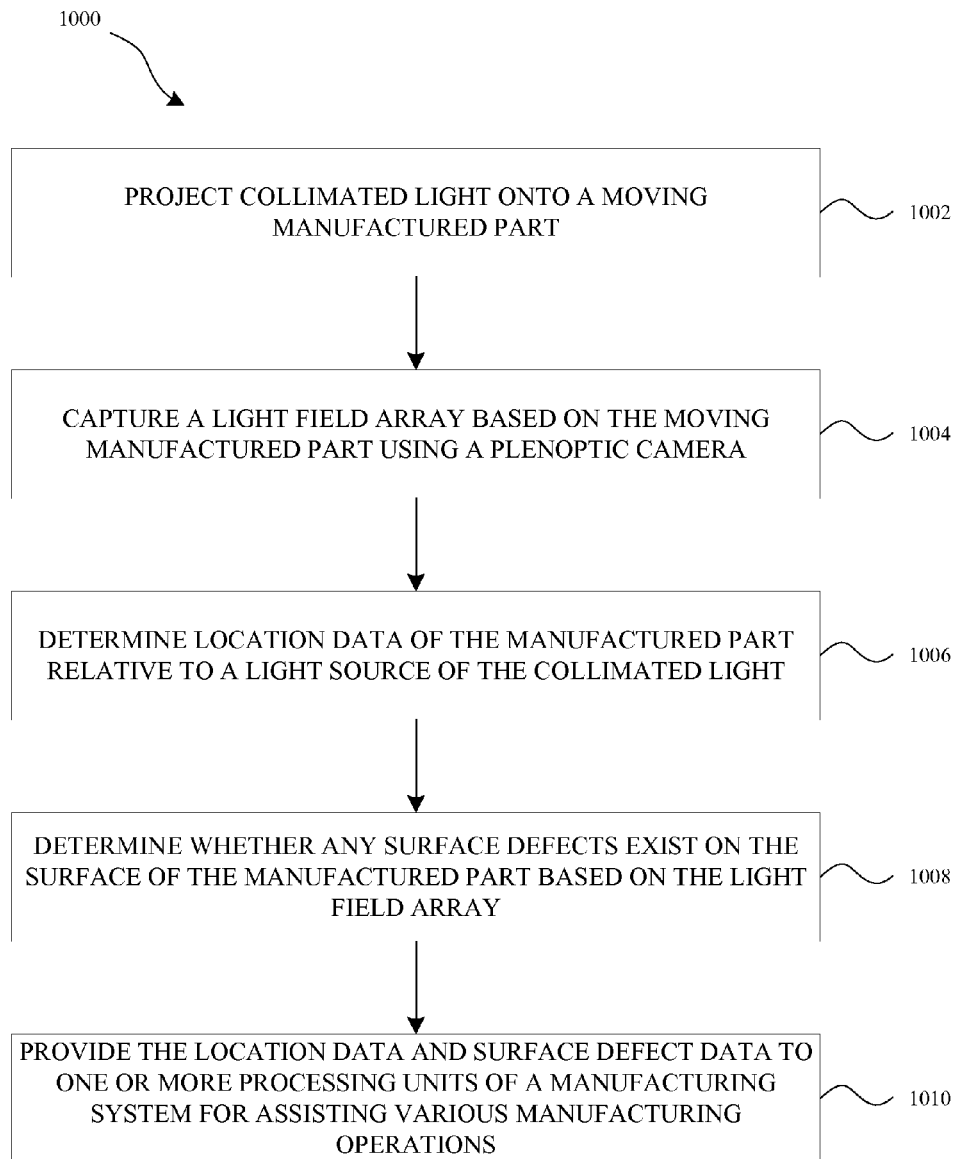 1000
PROJECT COLLIMATED LIGHT ONTO A MOVING
MANUFACTURED PART
1002
CAPTURE A LIGHT FIELD ARRAY BASED ON THE MOVING
MANUFACTURED PART USING A PLENOPTIC CAMERA
1004
DETERMINE LOCATION DATA OF THE MANUFACTURED PART
RELATIVE TO A LIGHT SOURCE OF THE COLLIMATED LIGHT
1006
DETERMINE WHETHER ANY SURFACE DEFECTS EXIST ON THE
SURFACE OF THE MANUFACTURED PART BASED ON THE LIGHT
FIELD ARRAY
1008
PROVIDE THE LOCATION DATA AND SURFACE DEFECT DATA TO
ONE OR MORE PROCESSING UNITS OF A MANUFACTURING
SYSTEM FOR ASSISTING VARIOUS MANUFACTURING
OPERATIONS
1010